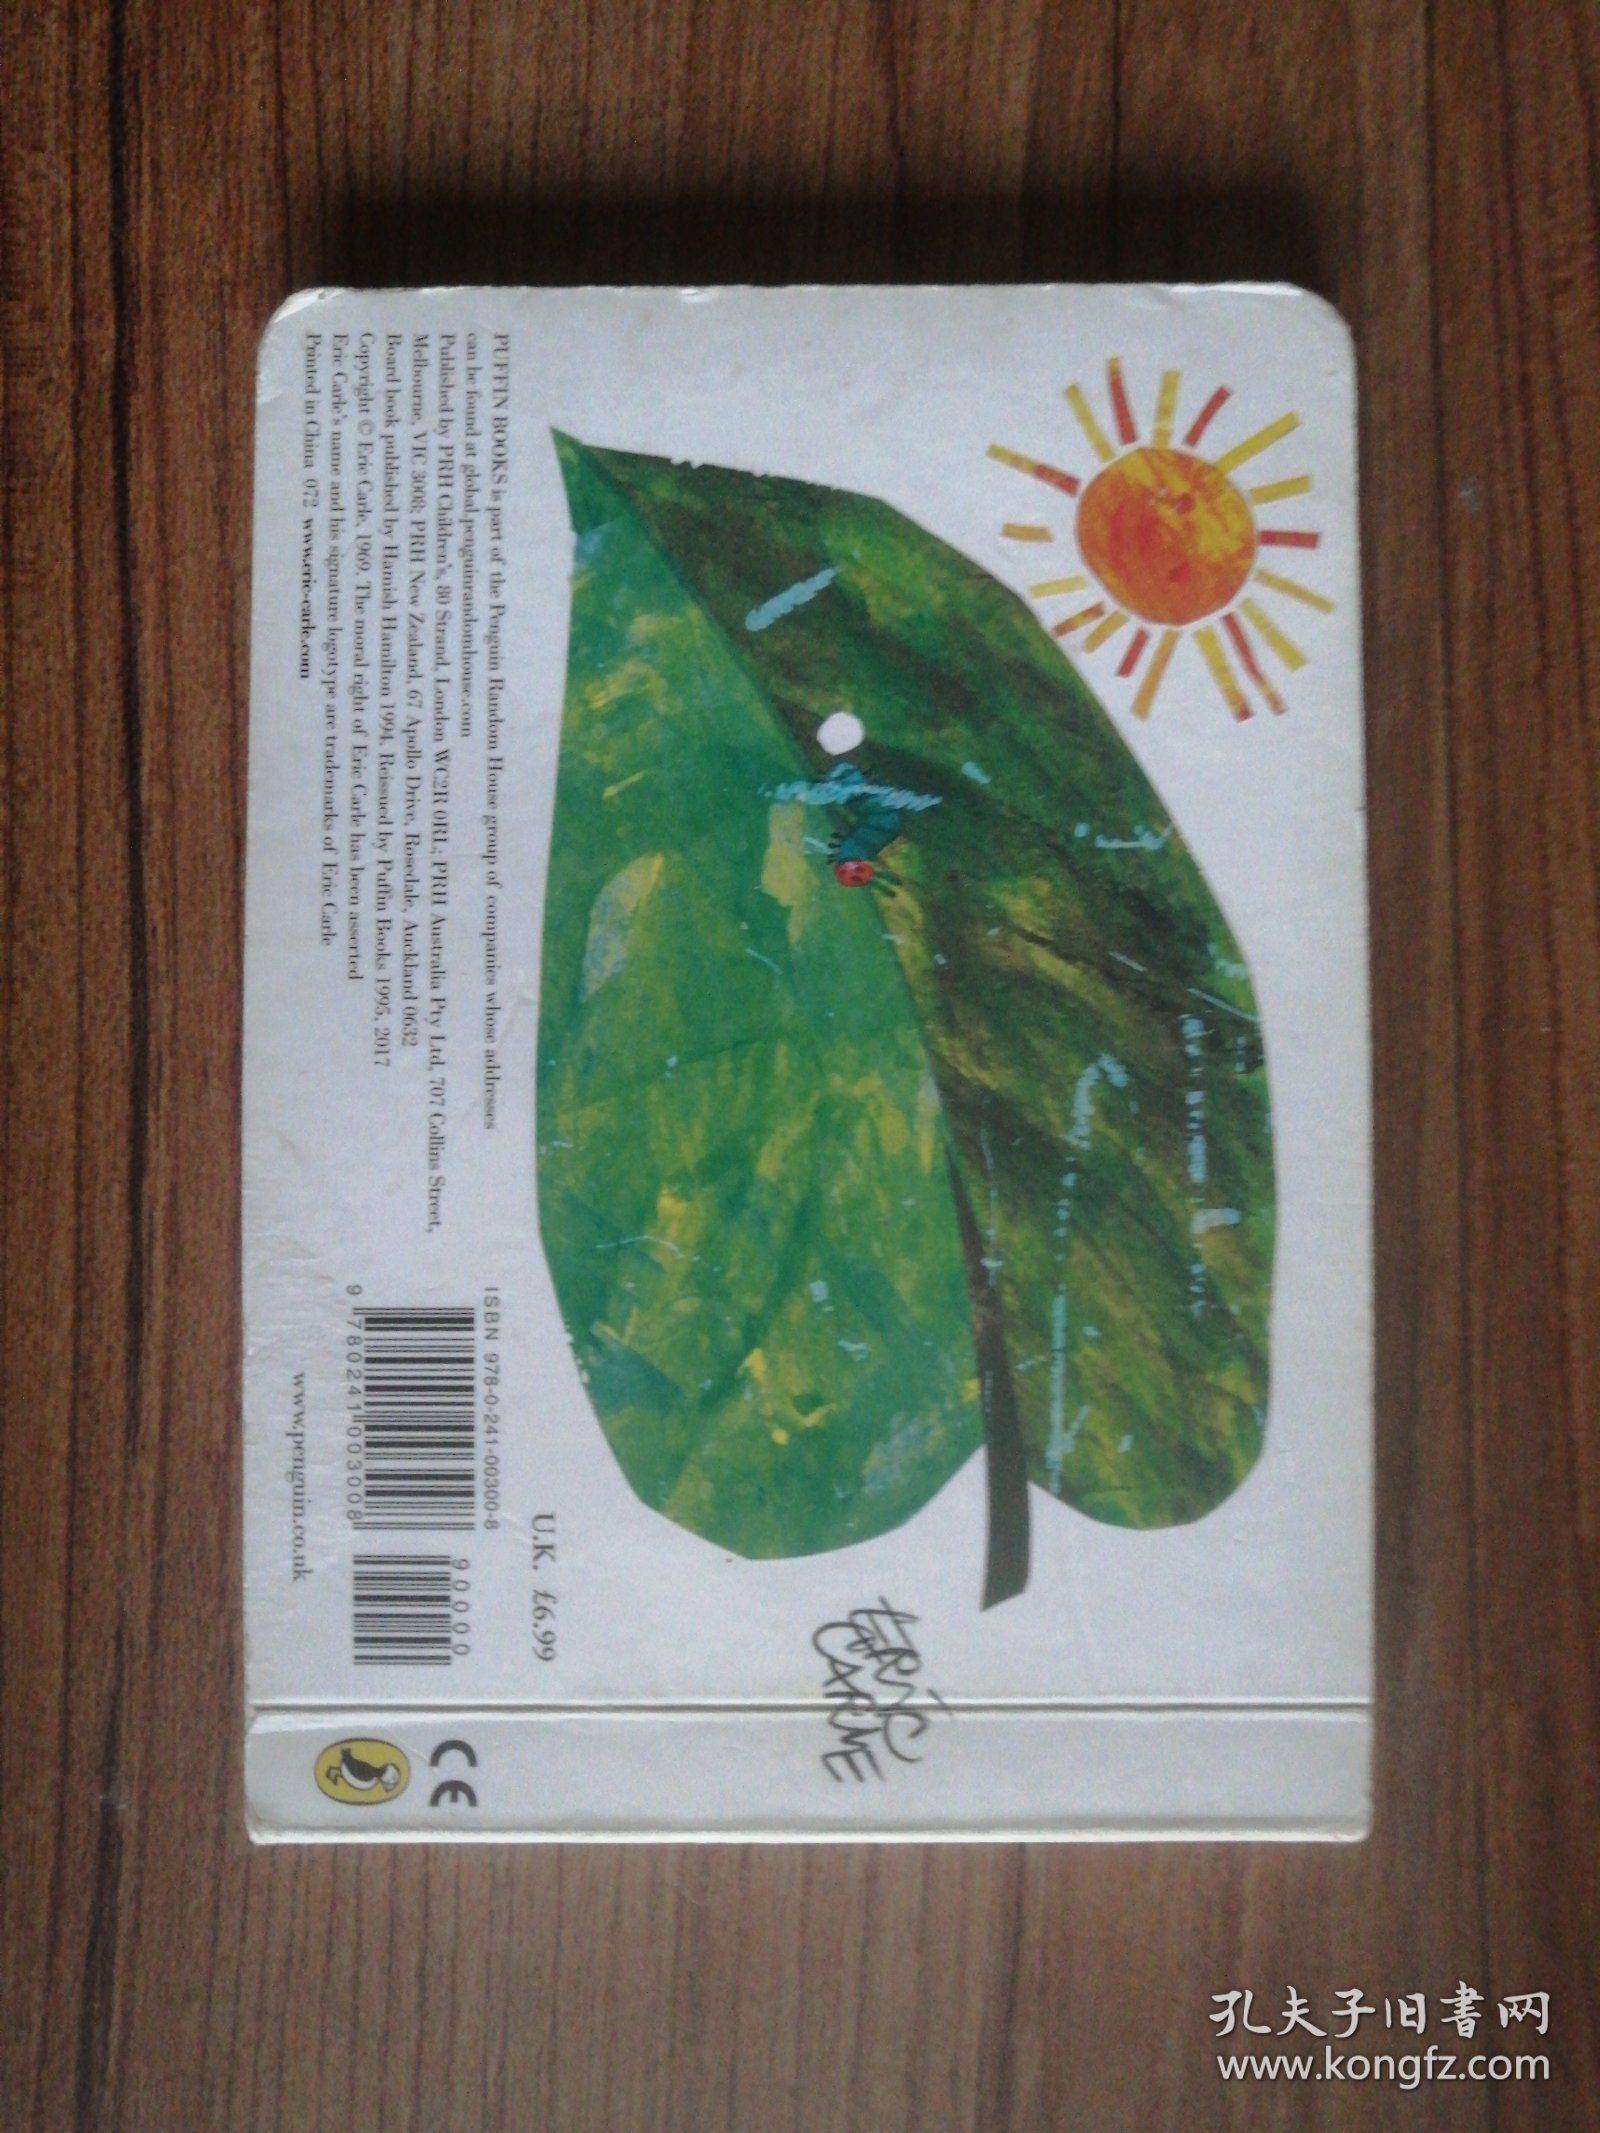 PUFFIN BOOKS is part of the Penguin Random House group of companies whose addresses
can be found at global.penguinrandomhouse.com
Published by PRH Children's, 80 Strand, London WC2R 0RL; PRH Australia Pty Ltd, 707 Collins Street,
Melbourne, VIC 3008; PRH New Zealand, 67 Apollo Drive, Rosedale, Auckland 0632
Board book published by Hamish Hamilton 1994. Reissued by Puffin Books 1995, 2017
Copyright © Eric Carle, 1969. The moral right of Eric Carle has been asserted
Eric Carle's name and his signature logotype are trademarks of Eric Carle
Printed in China 072 www.eric-carle.com
U.K. £6.99
ISBN 978-0-241-00300-8
90000
9 780241 003008
www.penguin.co.uk
ERIC
CARLE
CE
孔夫子旧书网
www.kongfz.com